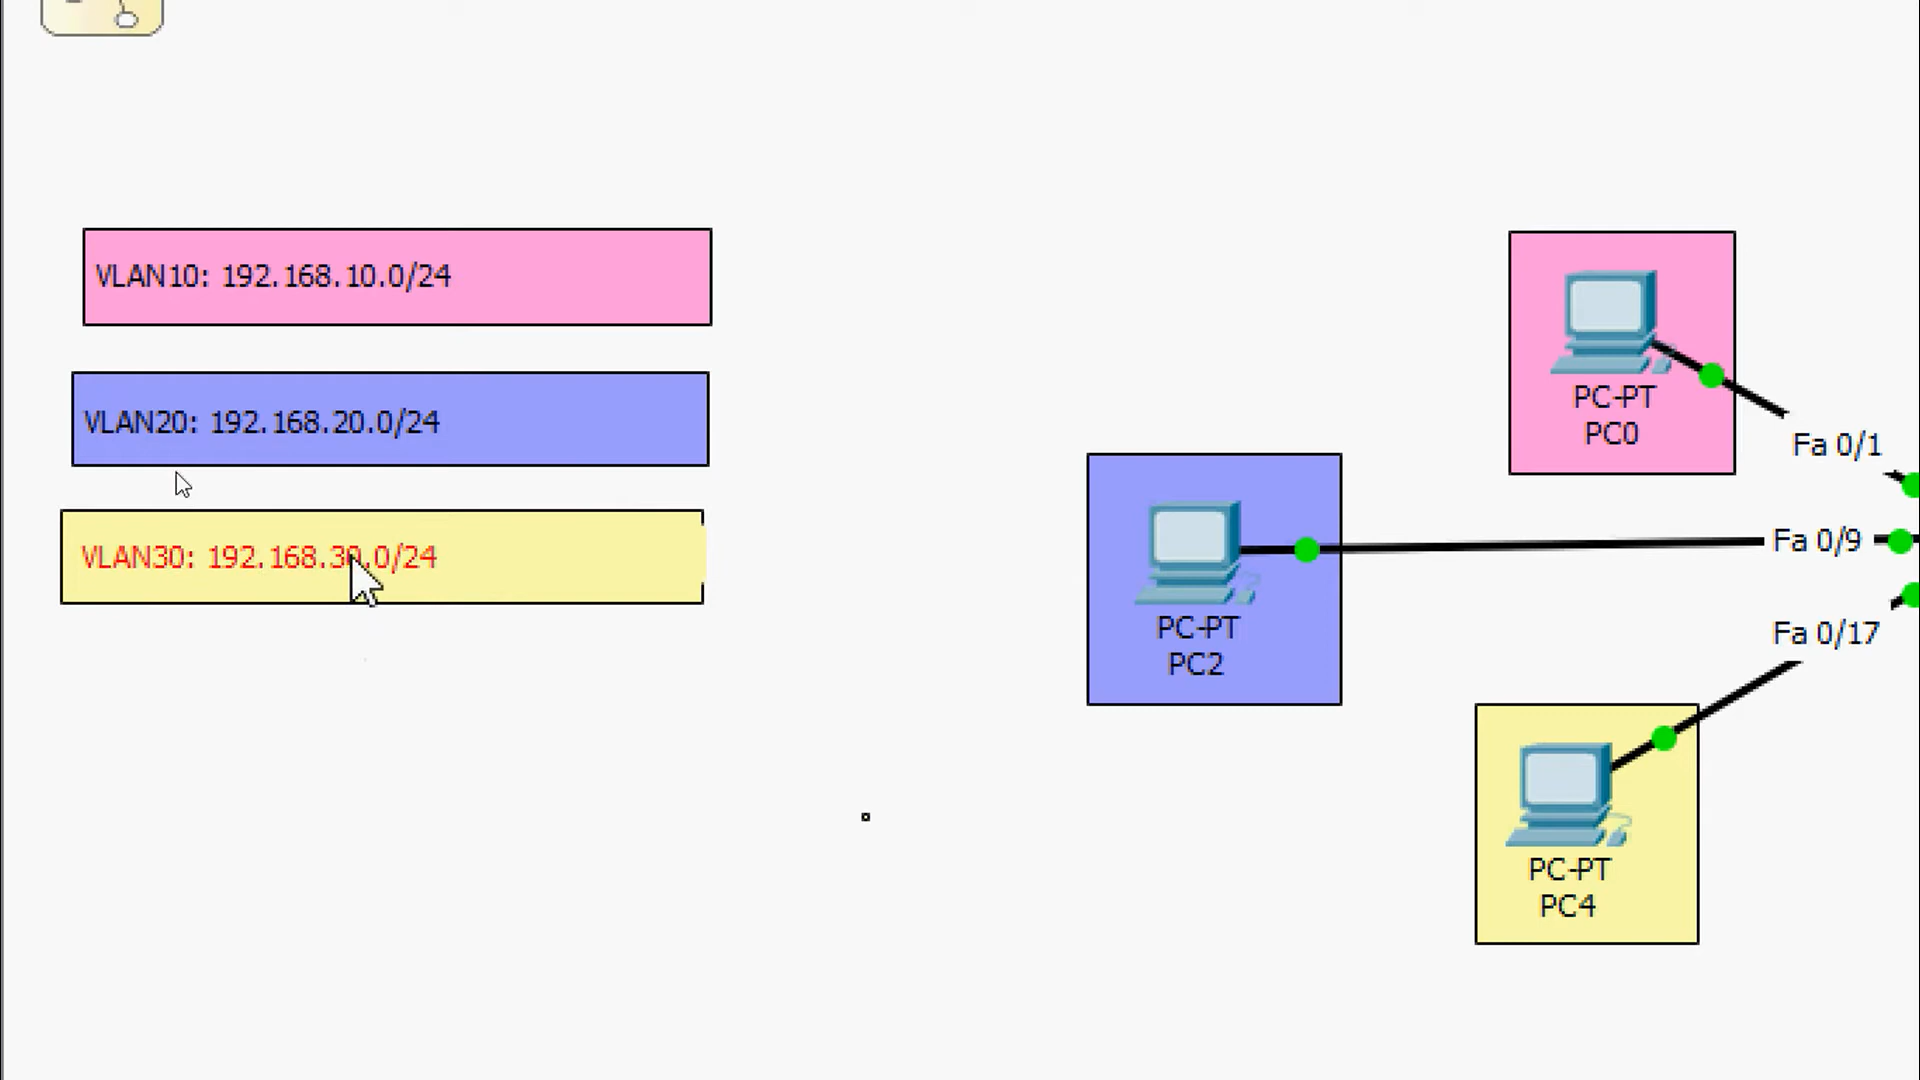 VLAN10: 192.168.10.0/24
VLAN20: 192.168.20.0/24
VLAN30: 192.168.30.0/24
PC-PT
PC0
Fa 0/1
PC-PT
PC2
Fa 0/9
Fa 0/17
PC-PT
PC4